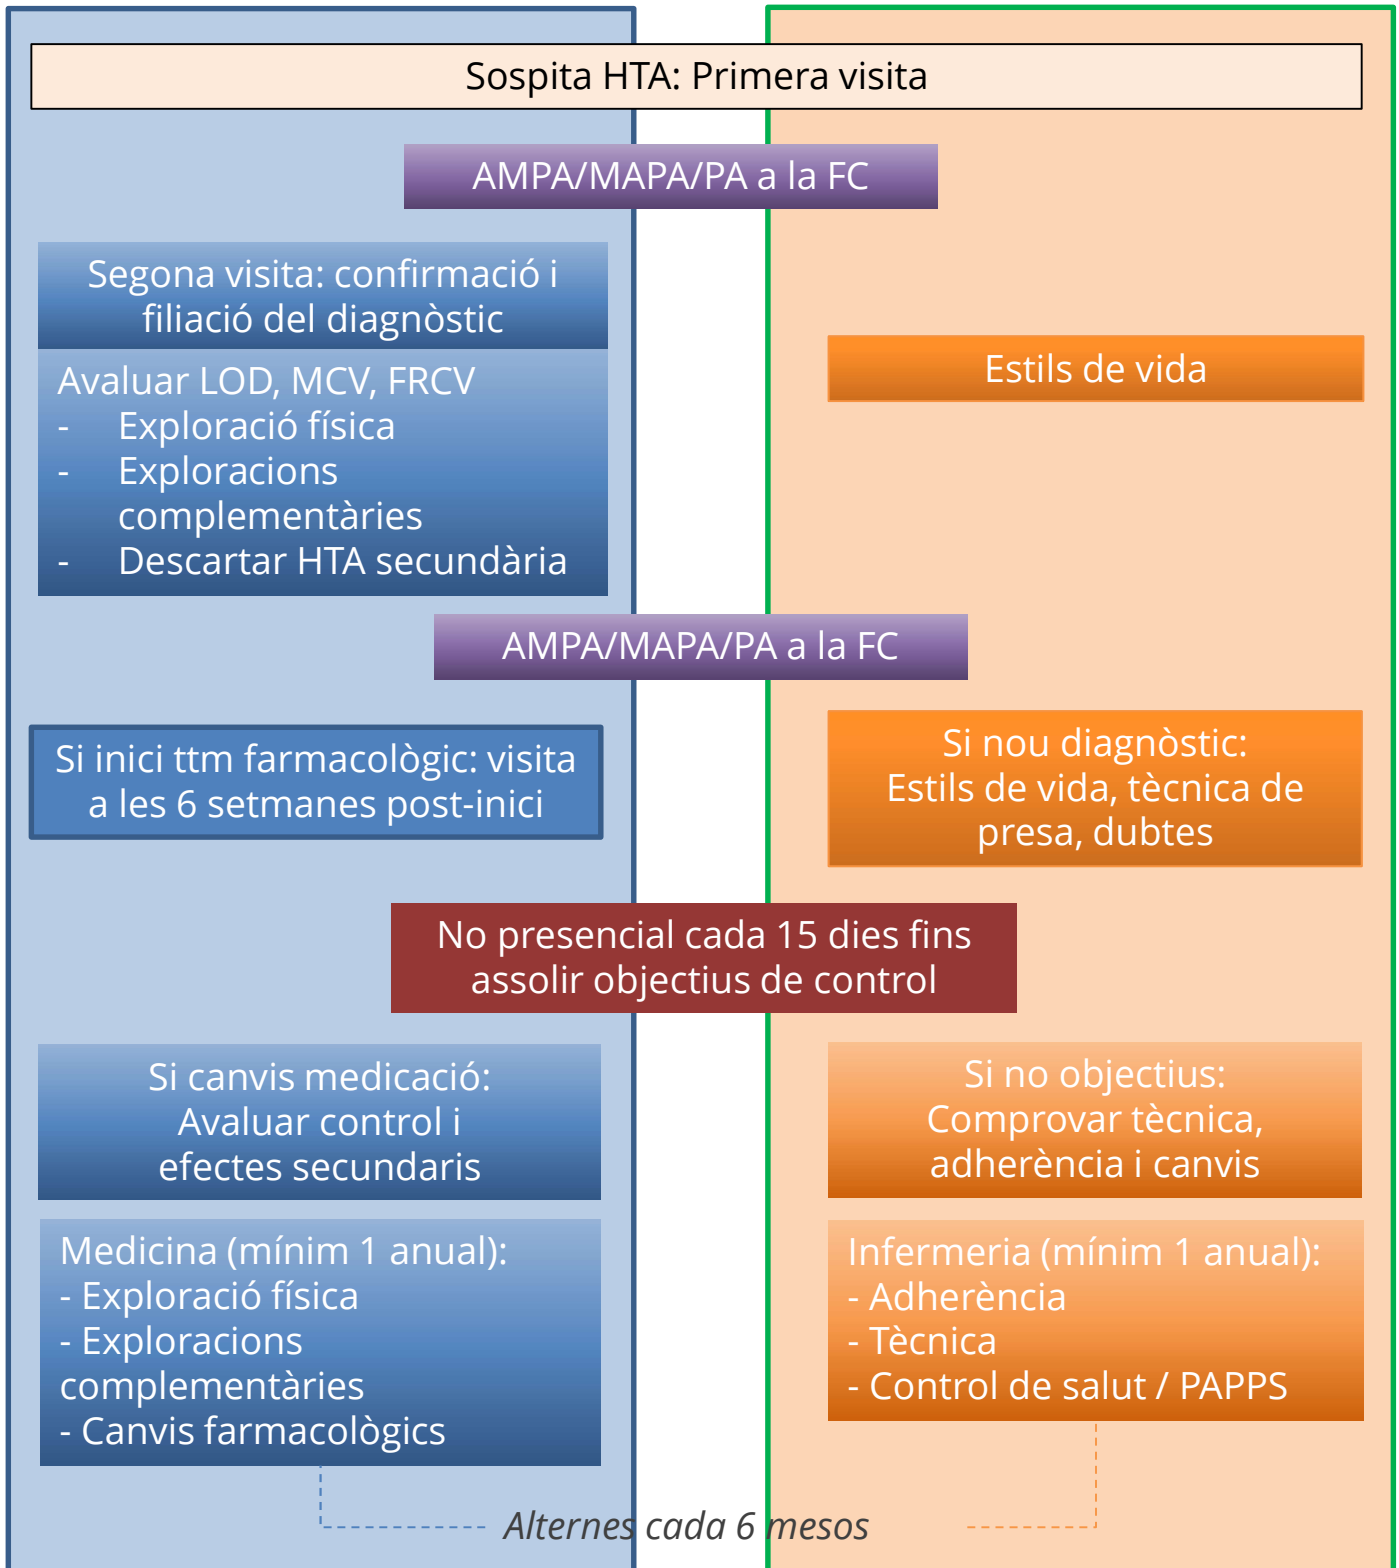 Sospita HTA: Primera visita
AMPA/MAPA/PA a la FC
Segona visita: confirmació i
filiació del diagnòstic
Avaluar LOD, MCV, FRCV
- Exploració física
- Exploracions
complementàries
- Descartar HTA secundària
Estils de vida
AMPA/MAPA/PA a la FC
Si inici ttm farmacològic: visita
a les 6 setmanes post-inici
Si nou diagnòstic:
Estils de vida, tècnica de
presa, dubtes
No presencial cada 15 dies fins
assolir objectius de control
Si canvis medicació:
Avaluar control i
efectes secundaris
Si no objectius:
Comprovar tècnica,
adherència i canvis
Medicina (mínim 1 anual):
- Exploració física
- Exploracions
complementàries
- Canvis farmacològics
Infermeria (mínim 1 anual):
- Adherència
- Tècnica
- Control de salut / PAPPS
Alternes cada 6 mesos